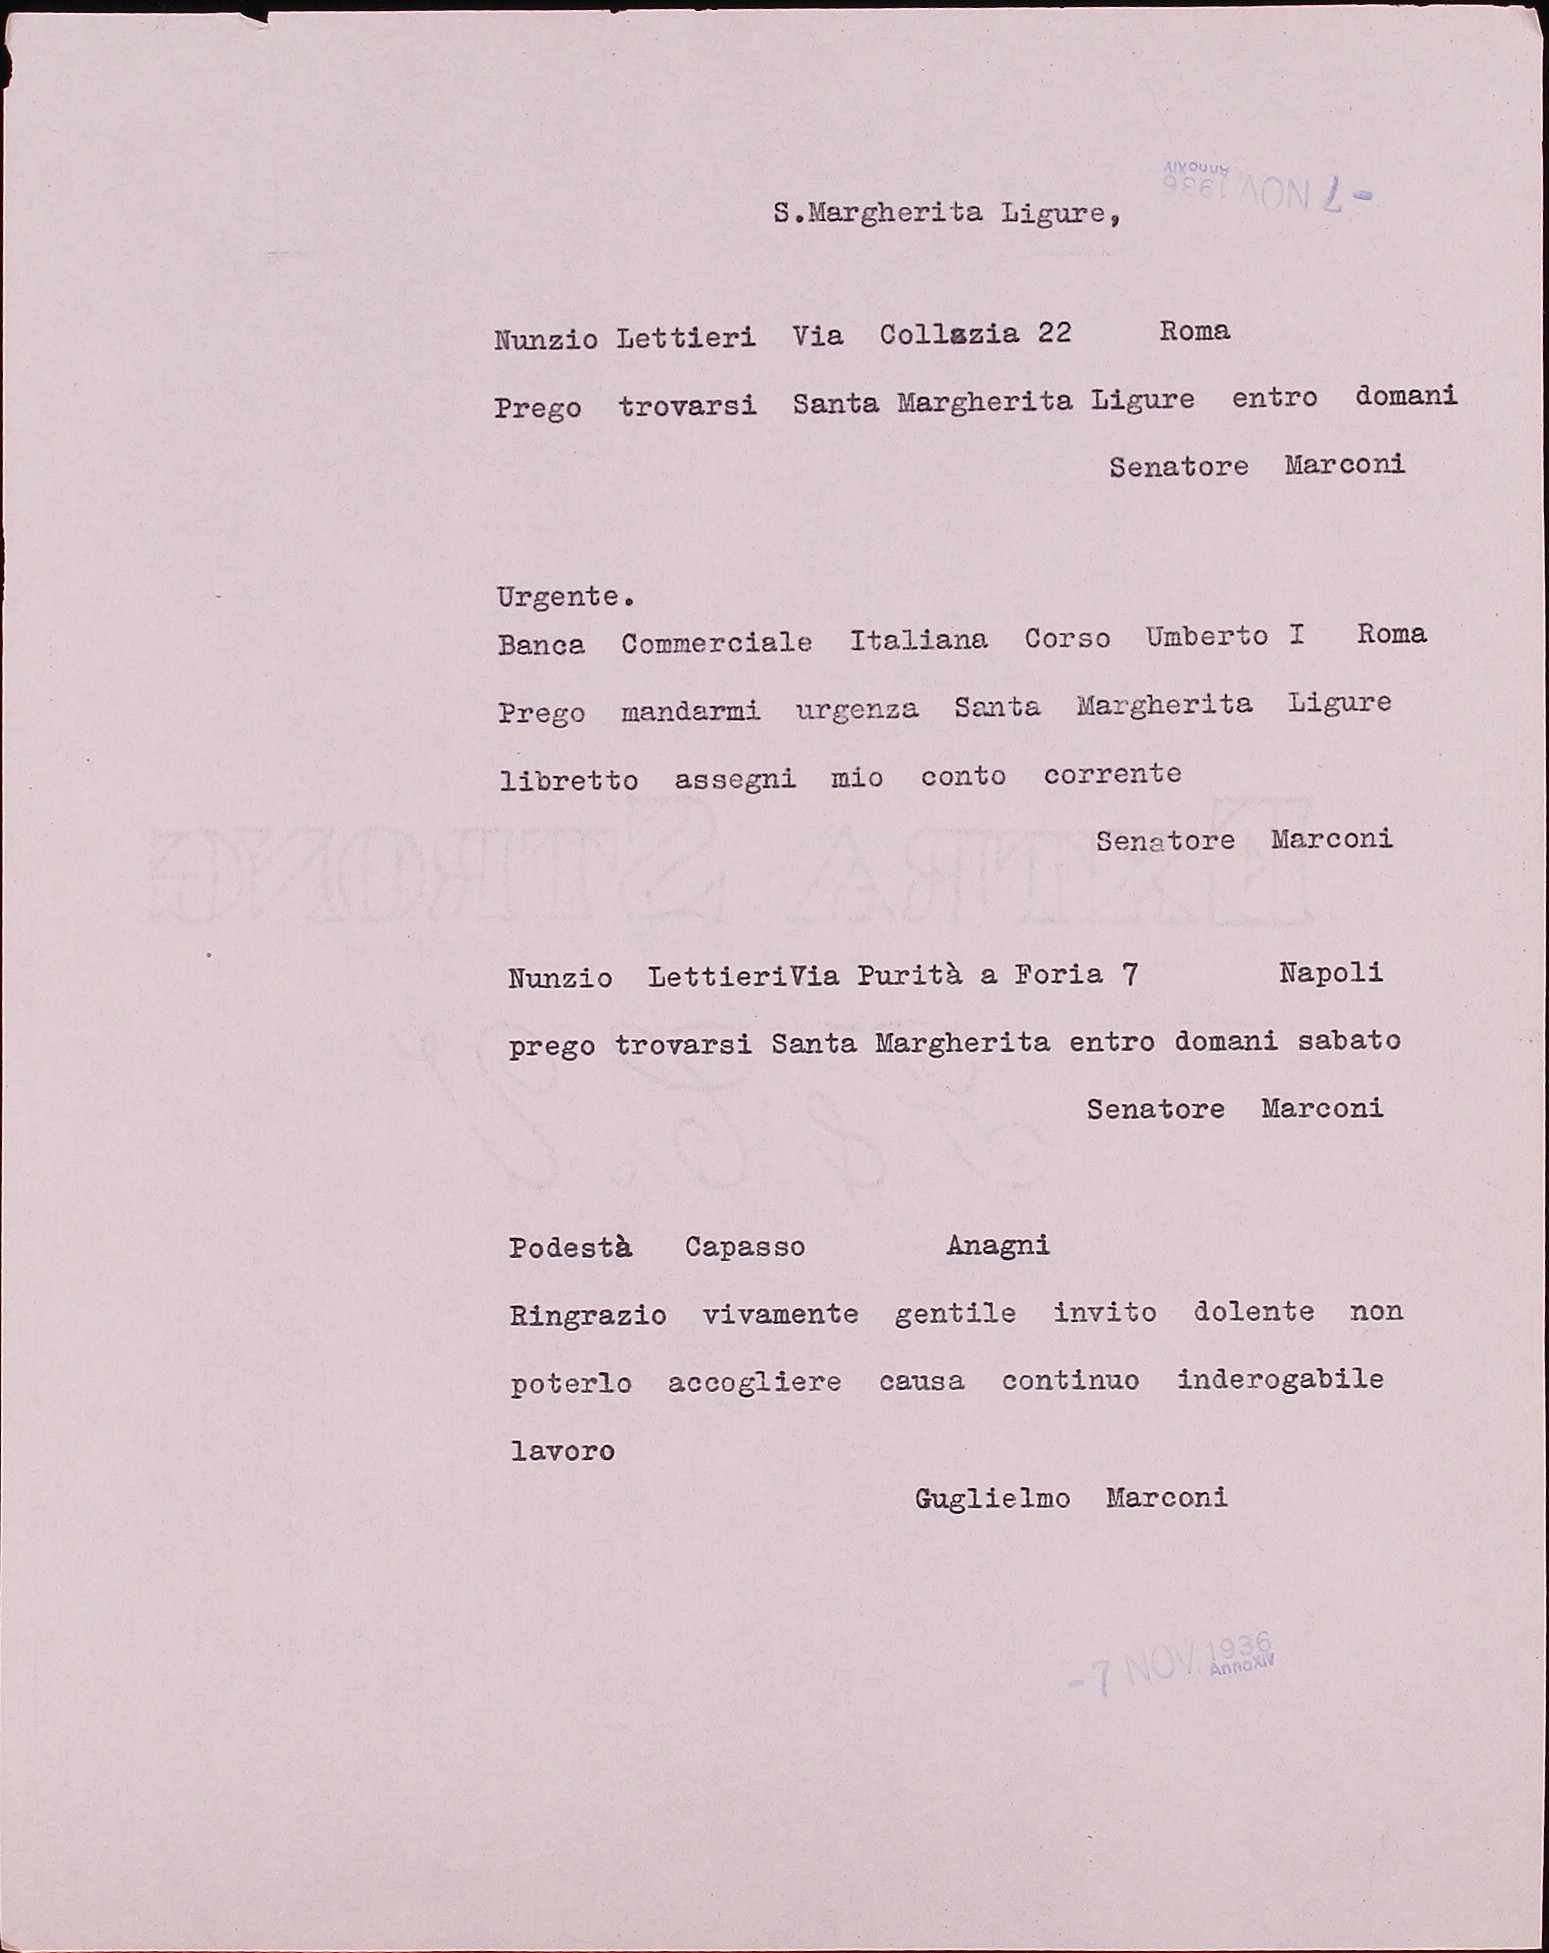 S.Margherita Ligure,
-7 NOV 1936
Anno XIV
Nunzio Lettieri Via Collazia 22 Roma
Prego trovarsi Santa Margherita Ligure entro domani
Senatore Marconi
Urgente.
Banca Commerciale Italiana Corso Umberto I Roma
Prego mandarmi urgenza Santa Margherita Ligure
libretto assegni mio conto corrente
Senatore Marconi
EXTRA STRONG
Nunzio LettieriVia Purità a Foria 7 Napoli
prego trovarsi Santa Margherita entro domani sabato
Senatore Marconi
Podestà Capasso Anagni
Ringrazio vivamente gentile invito dolente non
poterlo accogliere causa continuo inderogabile
lavoro
Guglielmo Marconi
-7 NOV. 1936
Anno XIV